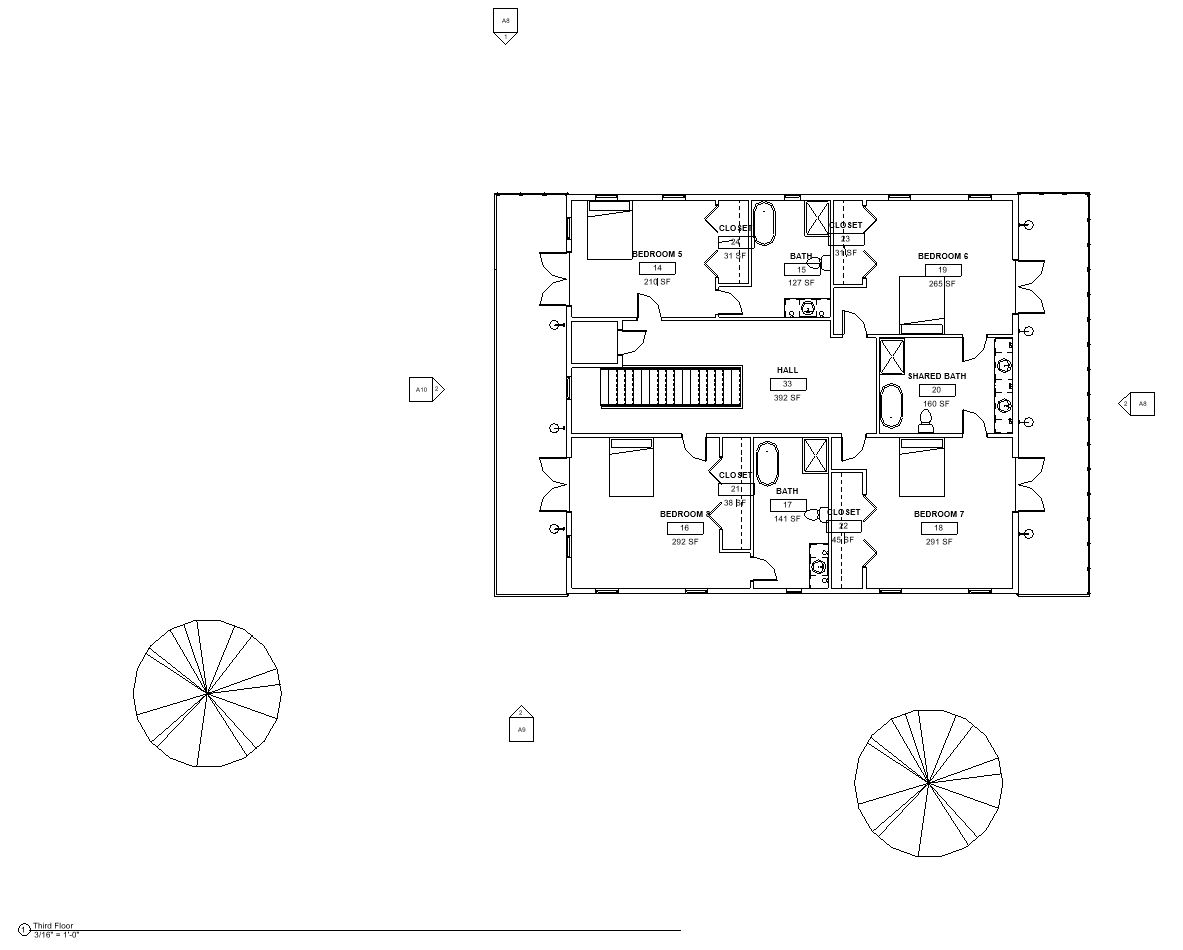 A8
1
CLOSET
24
31 SF
BEDROOM 5
14
210 SF
BATH
15
127 SF
CLOSET
23
31 SF
BEDROOM 6
19
265 SF
HALL
33
392 SF
SHARED BATH
20
160 SF
A10
2
2
A8
CLOSET
21
38 SF
BEDROOM 8
16
292 SF
BATH
17
141 SF
CLOSET
22
45 SF
BEDROOM 7
18
291 SF
2
A9
1
Third Floor
3/16" = 1'-0"